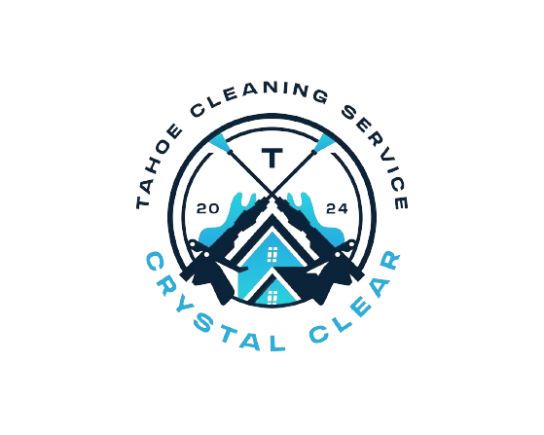 TAHOE CLEANING SERVICE
T
20 24
CRYSTAL CLEAR